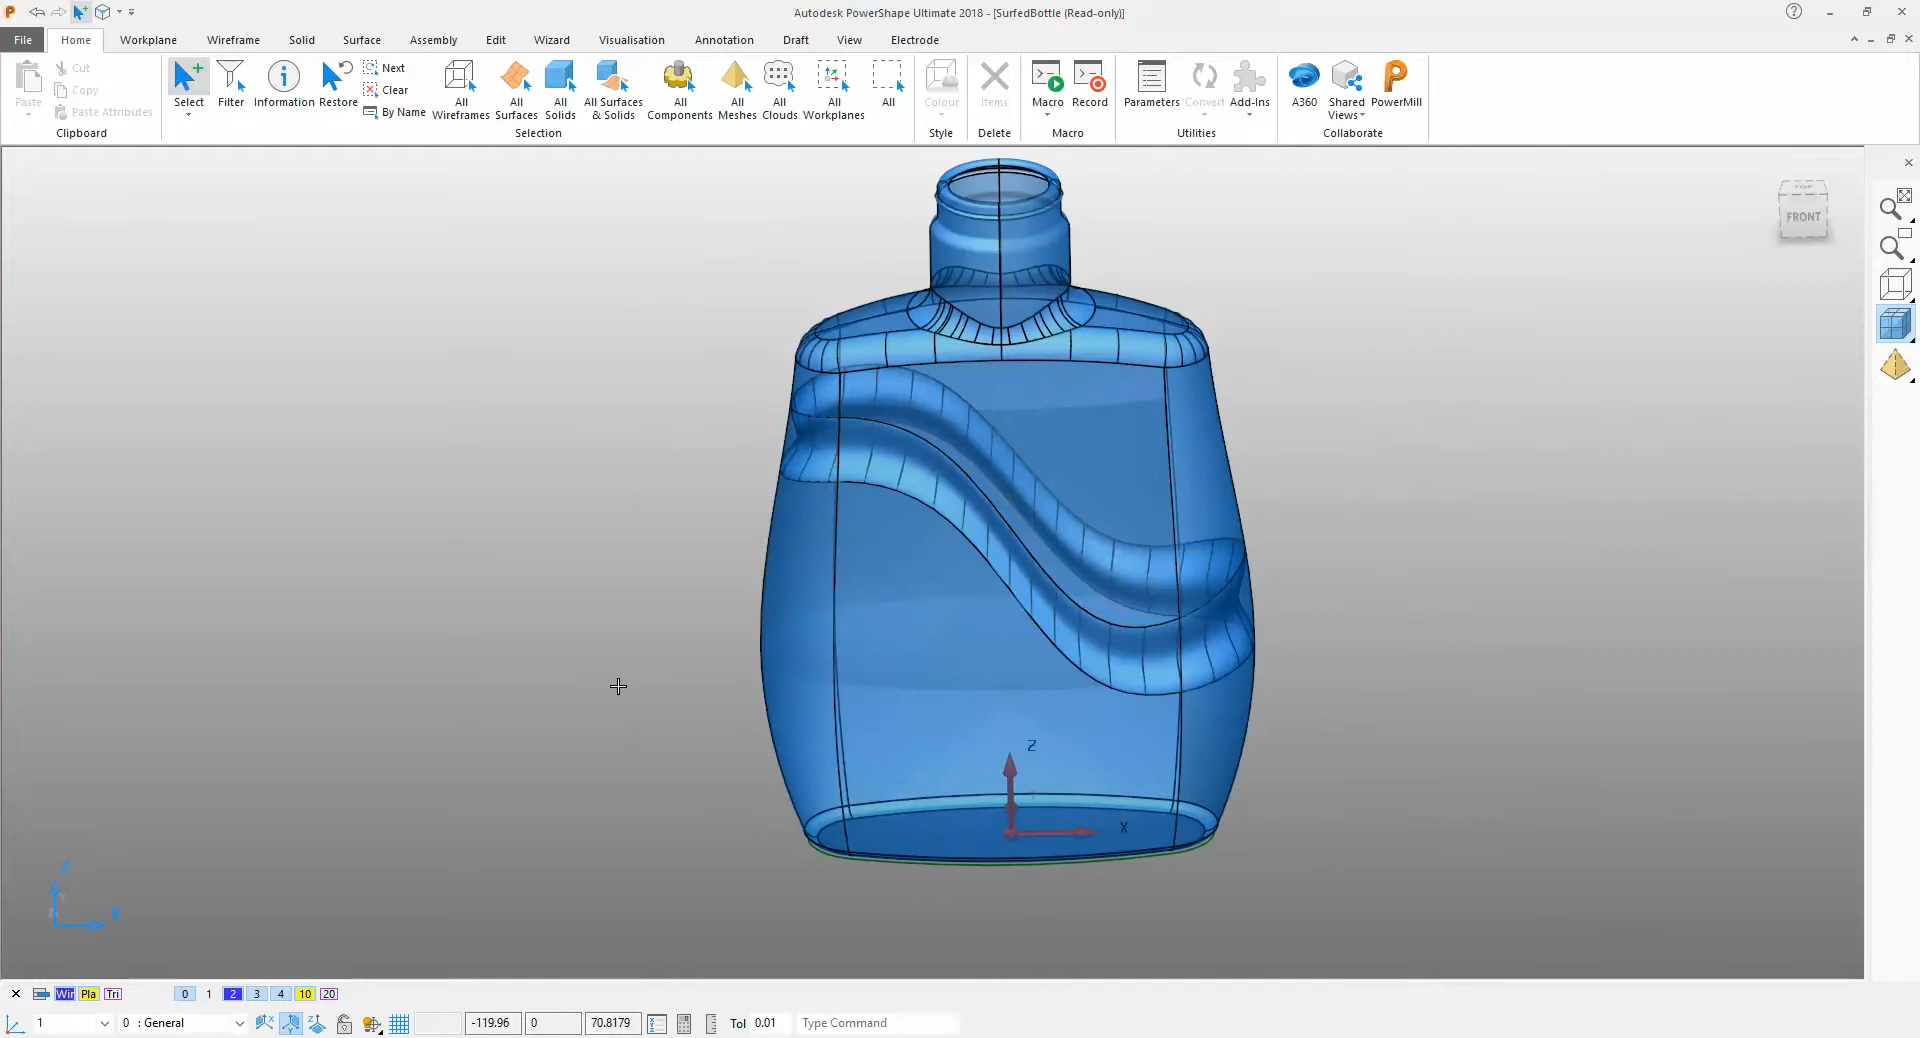 Autodesk PowerShape Ultimate 2018 - [SurfedBottle (Read-only)]
File Home Workplane Wireframe Solid Surface Assembly Edit Wizard Visualisation Annotation Draft View Electrode
Paste
Cut
Copy
Paste Attributes
Clipboard
Select
Filter
Information
Restore
Next
Clear
By Name
All Wireframes
All Surfaces
All Solids
All Surfaces & Solids
All Components
All Meshes
All Clouds
All Workplanes
All
Selection
Colour
Style
Items
Delete
Macro
Record
Macro
Parameters
Convert
Add-Ins
Utilities
A360
Shared Views
PowerMill
Collaborate
TOP
FRONT
Z
X
Z
X
Wir Pla Tri 0 1 2 3 4 10 20
1 0 : General -119.96 0 70.8179 Tol 0.01 Type Command